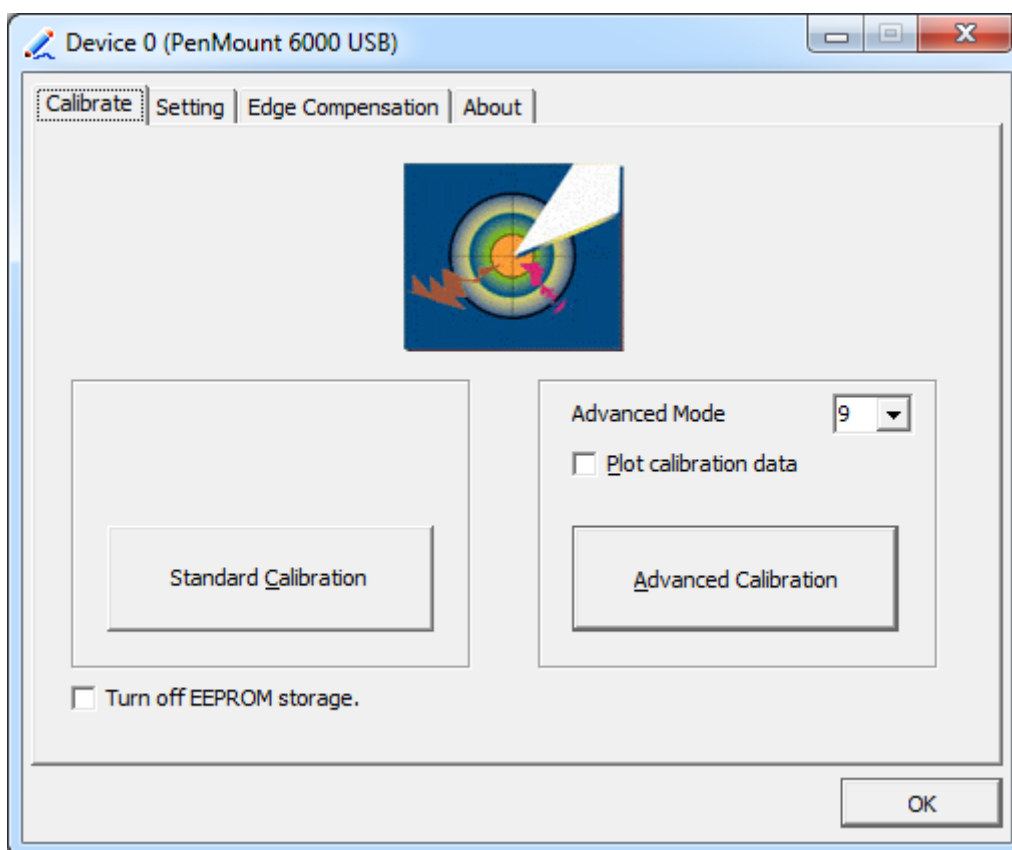 Device 0 (PenMount 6000 USB)
Calibrate Setting Edge Compensation About
Advanced Mode 9
Plot calibration data
Standard Calibration
Advanced Calibration
Turn off EEPROM storage.
OK